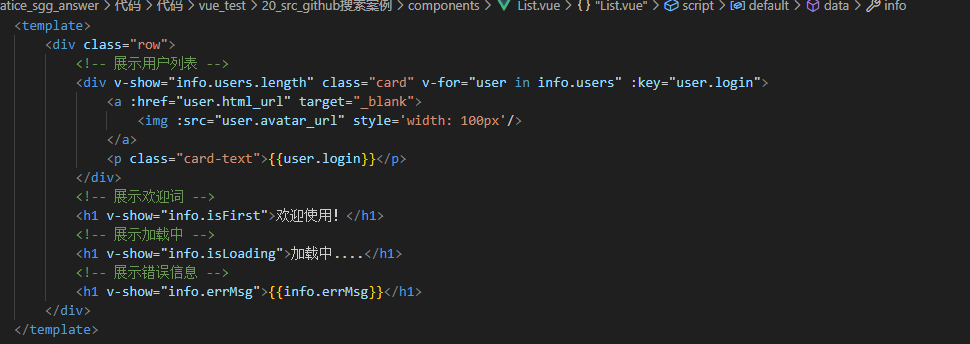 atice_sgg_answer > 代码 > 代码 > vue_test > 20_src_github搜索案例 > components > List.vue > {} "List.vue" > script > default > data > info
<template>
<div class="row">
<!-- 展示用户列表 -->
<div v-show="info.users.length" class="card" v-for="user in info.users" :key="user.login">
<a :href="user.html_url" target="_blank">
<img :src="user.avatar_url" style='width: 100px'/>
</a>
<p class="card-text">{{user.login}}</p>
</div>
<!-- 展示欢迎词 -->
<h1 v-show="info.isFirst">欢迎使用！</h1>
<!-- 展示加载中 -->
<h1 v-show="info.isLoading">加载中....</h1>
<!-- 展示错误信息 -->
<h1 v-show="info.errMsg">{{info.errMsg}}</h1>
</div>
</template>